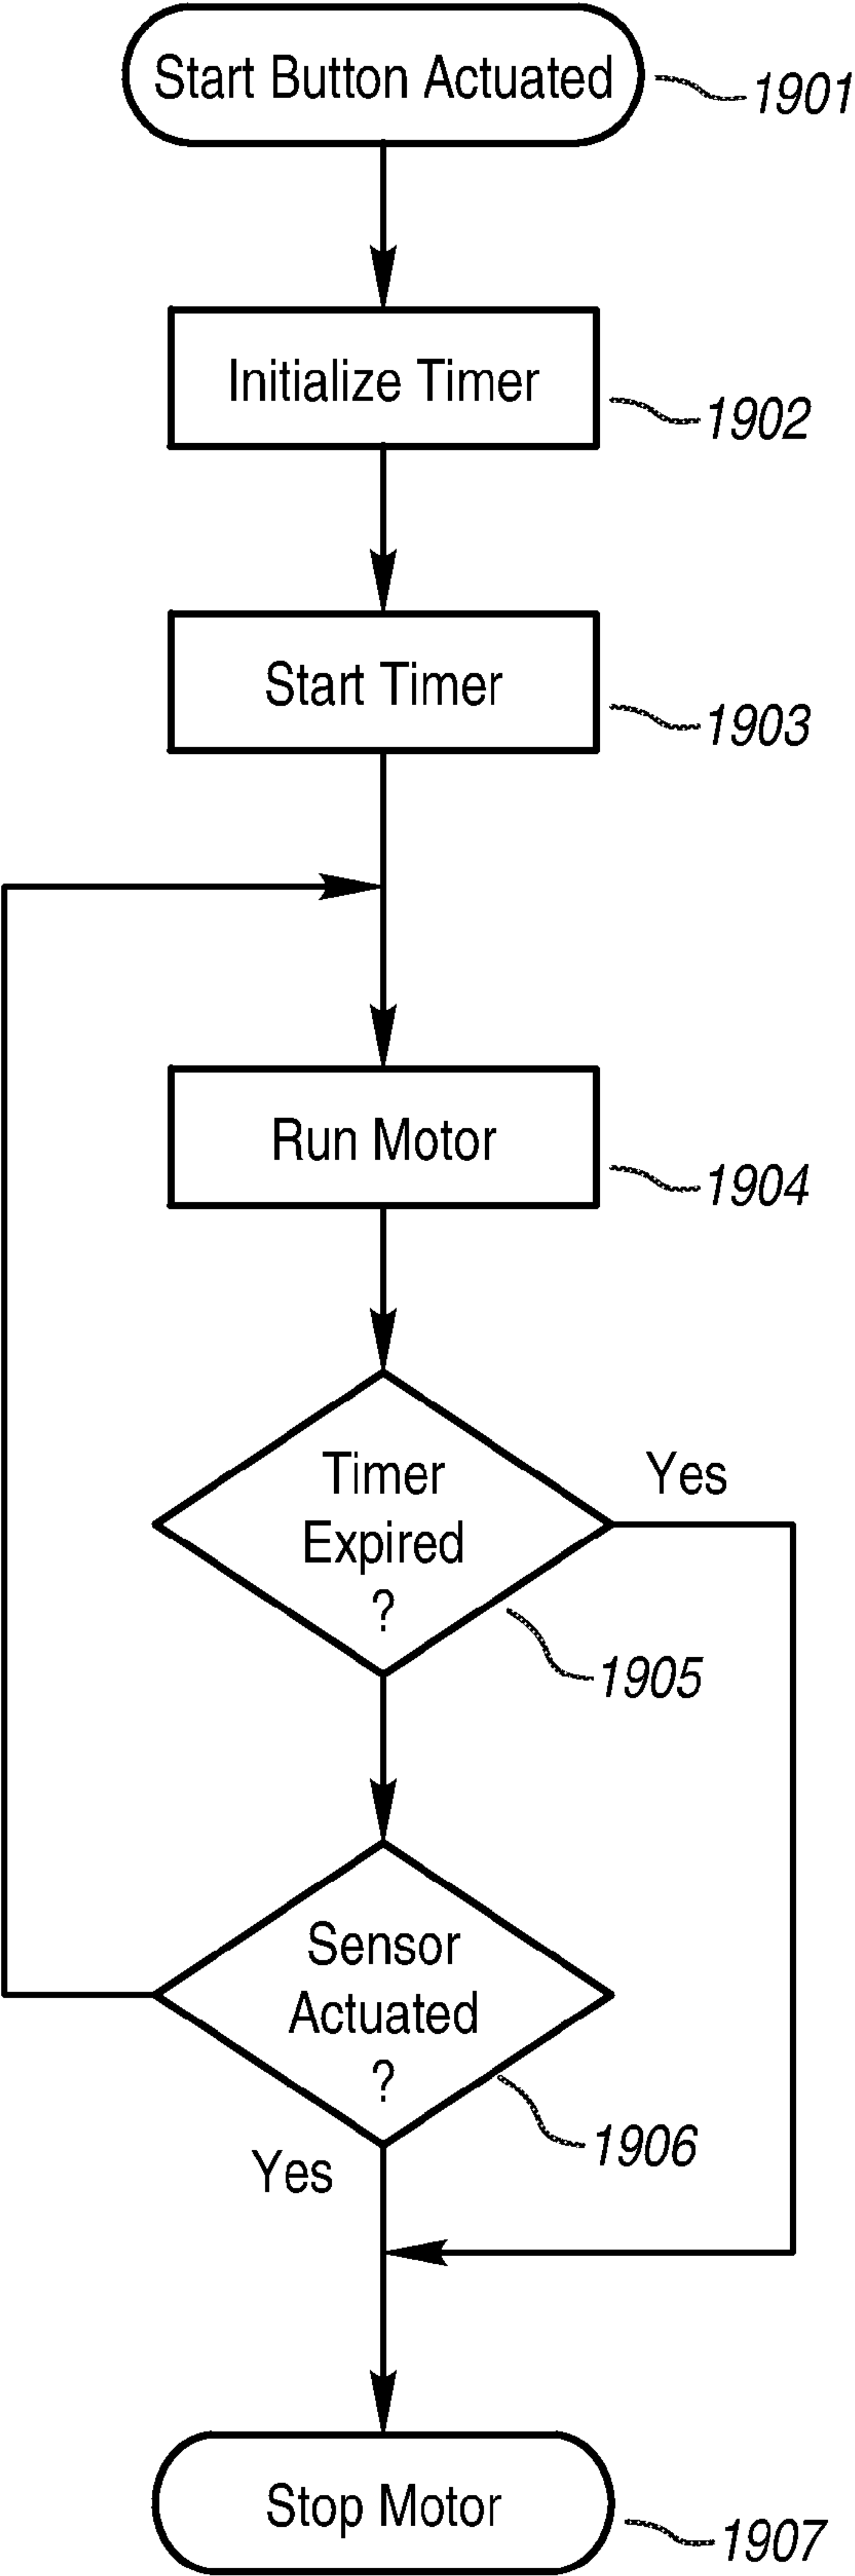 Start Button Actuated
1901
Initialize Timer
1902
Start Timer
1903
Run Motor
1904
Timer
Expired
?
Yes
1905
Sensor
Actuated
?
1906
Yes
Stop Motor
1907